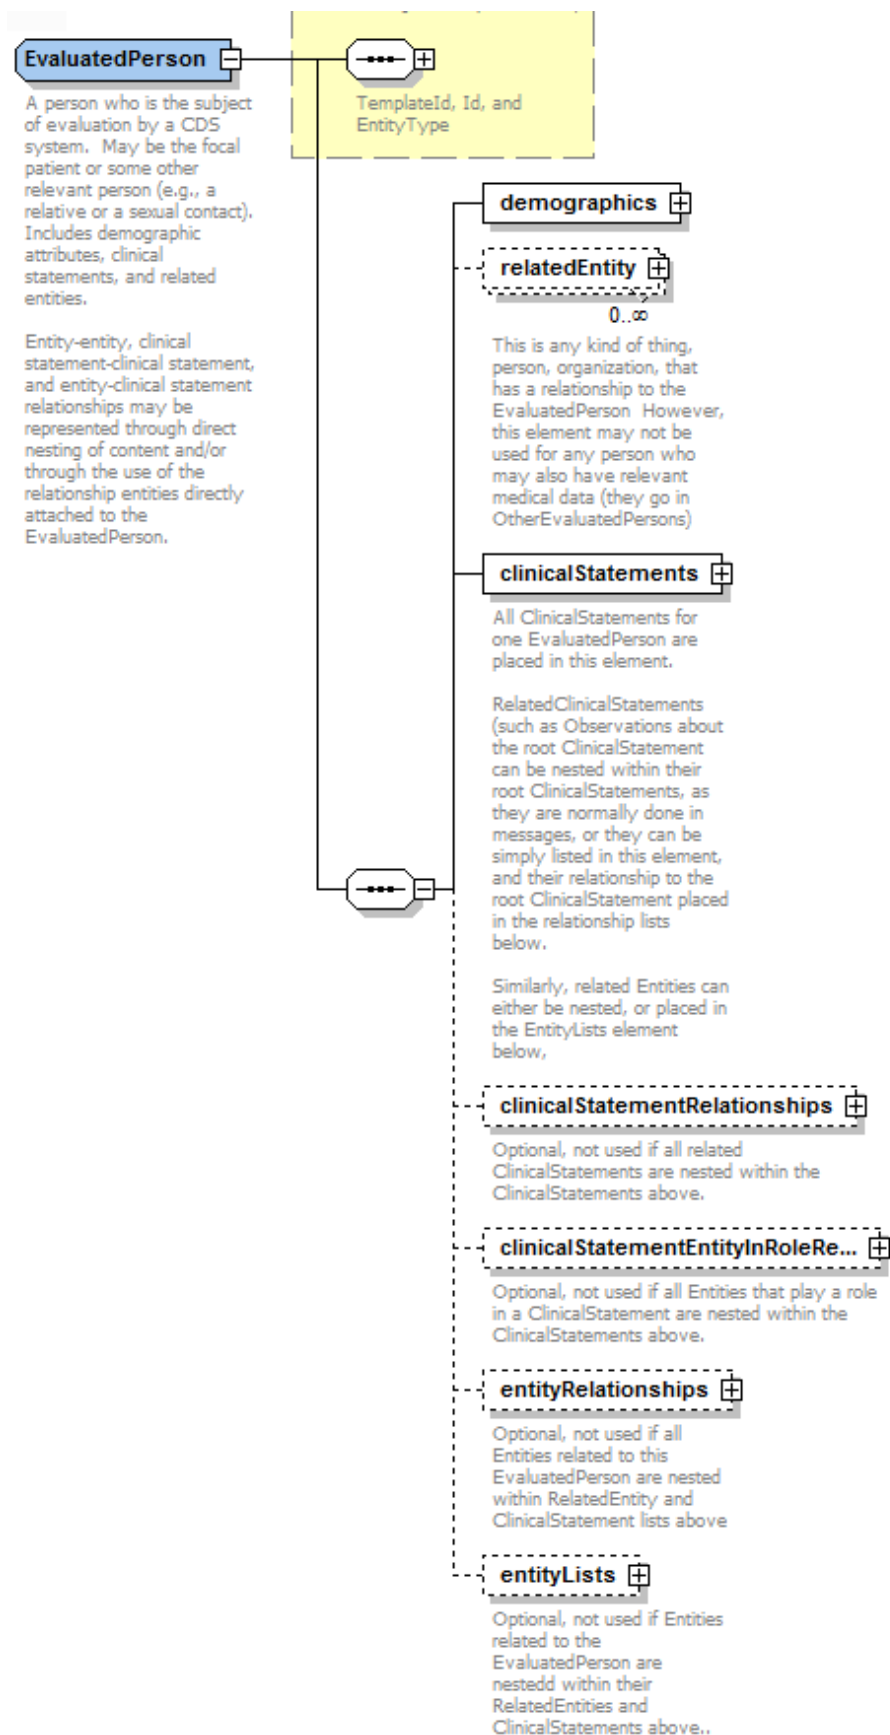 EvaluatedPerson
A person who is the subject
of evaluation by a CDS
system.  May be the focal
patient or some other
relevant person (e.g., a
relative or a sexual contact).
Includes demographic
attributes, clinical
statements, and related
entities.
Entity-entity, clinical
statement-clinical statement,
and entity-clinical statement
relationships may be
represented through direct
nesting of content and/or
through the use of the
relationship entities directly
attached to the
EvaluatedPerson.
TemplateId, Id, and
EntityType
demographics
relatedEntity
0..∞
This is any kind of thing,
person, organization, that
has a relationship to the
EvaluatedPerson  However,
this element may not be
used for any person who
may also have relevant
medical data (they go in
OtherEvaluatedPersons)
clinicalStatements
All ClinicalStatements for
one EvaluatedPerson are
placed in this element.
RelatedClinicalStatements
(such as Observations about
the root ClinicalStatement
can be nested within their
root ClinicalStatements, as
they are normally done in
messages, or they can be
simply listed in this element,
and their relationship to the
root ClinicalStatement placed
in the relationship lists
below.
Similarly, related Entities can
either be nested, or placed in
the EntityLists element
below,
clinicalStatementRelationships
Optional, not used if all related
ClinicalStatements are nested within the
ClinicalStatements above.
clinicalStatementEntityInRoleRe...
Optional, not used if all Entities that play a role
in a ClinicalStatement are nested within the
ClinicalStatements above.
entityRelationships
Optional, not used if all
Entities related to this
EvaluatedPerson are nested
within RelatedEntity and
ClinicalStatement lists above
entityLists
Optional, not used if Entities
related to the
EvaluatedPerson are
nestedd within their
RelatedEntities and
ClinicalStatements above..